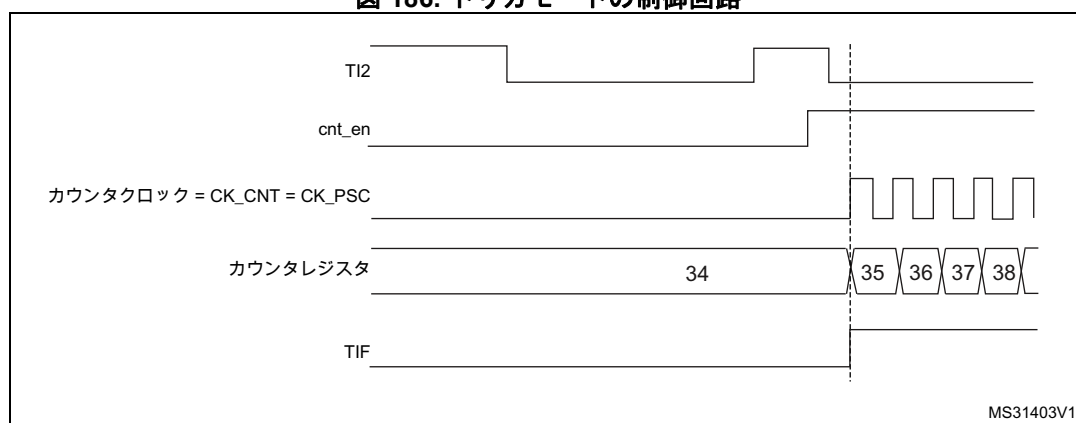 TI2
cnt_en
カウンタクロック = CK_CNT = CK_PSC
カウンタレジスタ
34
35 36 37 38
TIF
MS31403V1